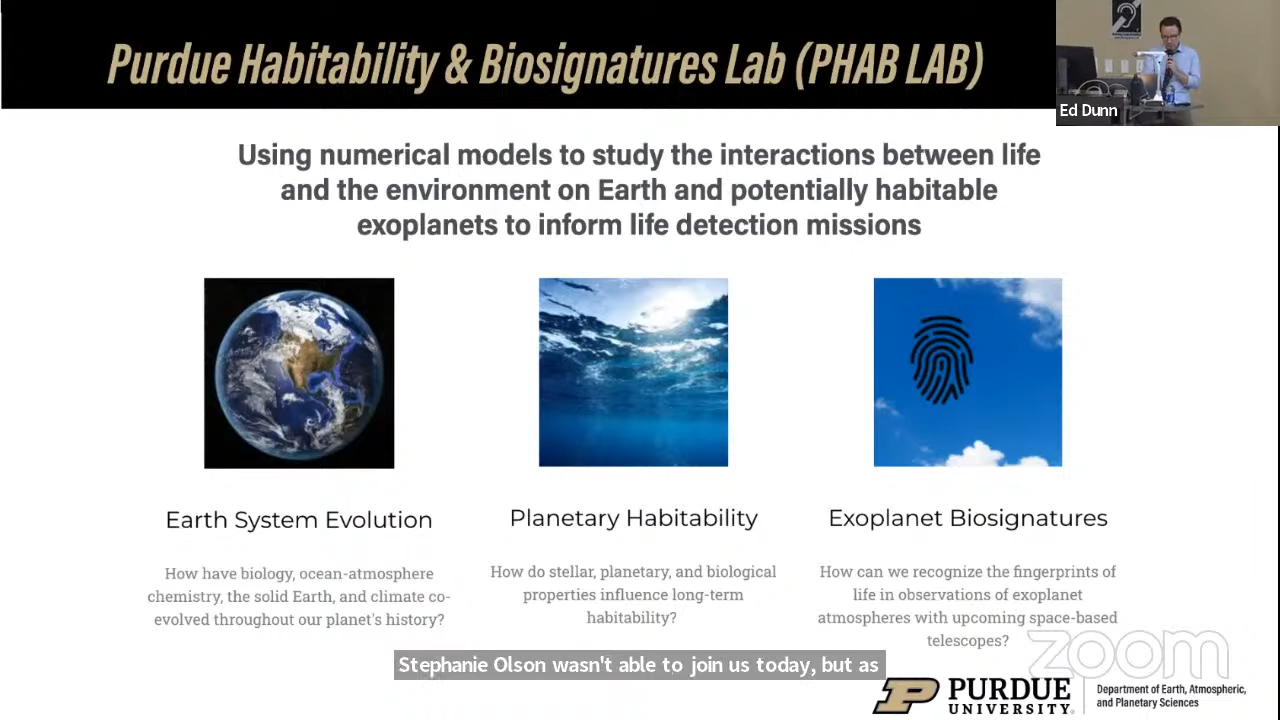 Purdue Habitability & Biosignatures Lab (PHAB LAB)
Ed Dunn
Using numerical models to study the interactions between life
and the environment on Earth and potentially habitable
exoplanets to inform life detection missions
Earth System Evolution
How have biology, ocean-atmosphere
chemistry, the solid Earth, and climate co-
evolved throughout our planet's history?
Planetary Habitability
How do stellar, planetary, and biological
properties influence long-term
habitability?
Exoplanet Biosignatures
How can we recognize the fingerprints of
life in observations of exoplanet
atmospheres with upcoming space-based
telescopes?
zoom
Stephanie Olson wasn't able to join us today, but as
PURDUE
UNIVERSITY
Department of Earth, Atmospheric,
and Planetary Sciences